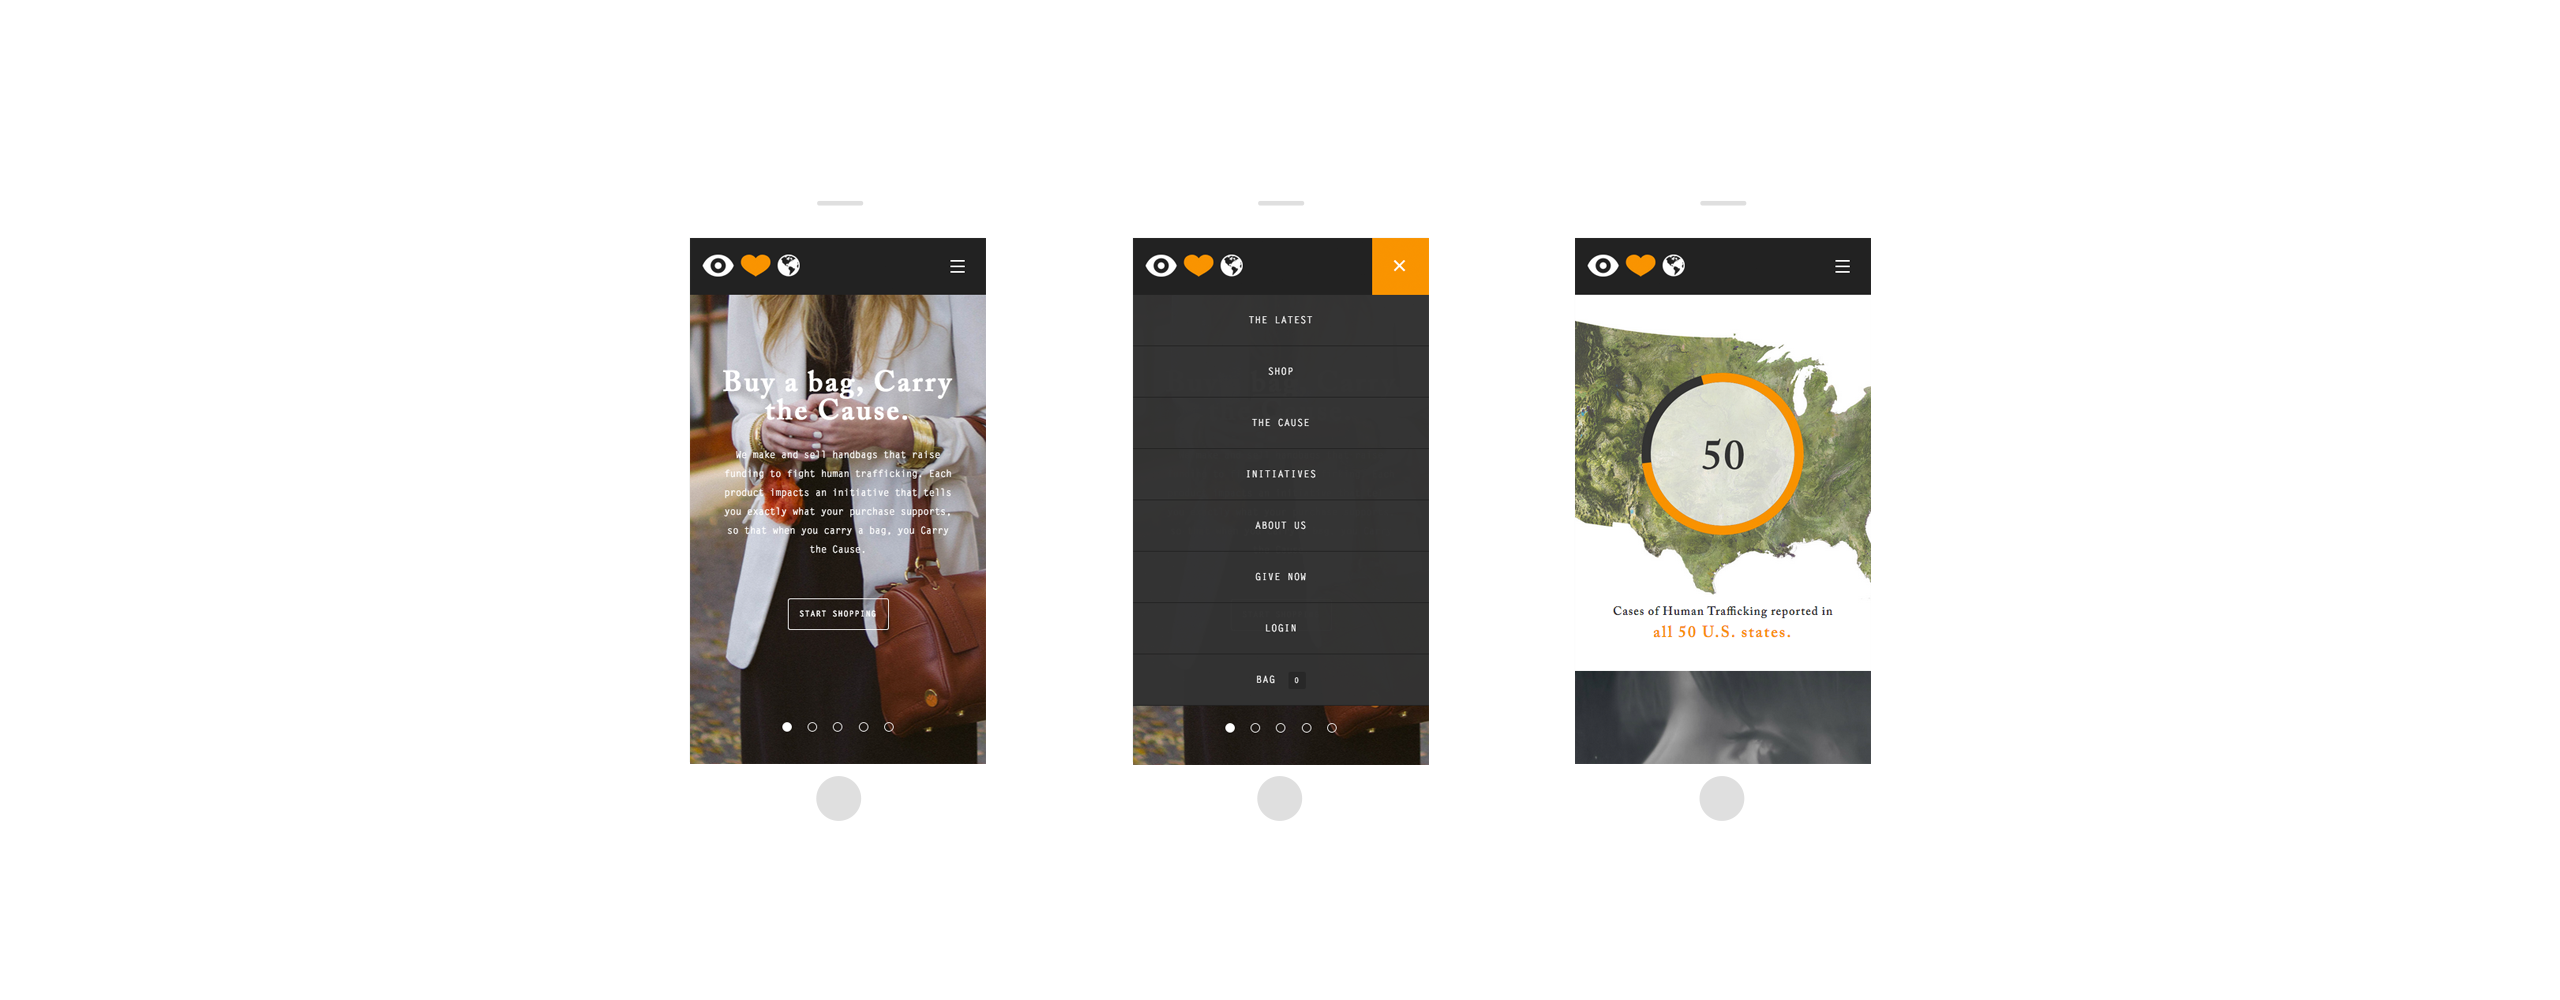 Buy a bag, Carry
the Cause.
We make and sell handbags that raise
funding to fight human trafficking. Each
product impacts an initiative that tells
you exactly what your purchase supports,
so that when you carry a bag, you Carry
the Cause.
START SHOPPING
THE LATEST
SHOP
THE CAUSE
INITIATIVES
ABOUT US
GIVE NOW
LOGIN
BAG 0
50
Cases of Human Trafficking reported in
all 50 U.S. states.